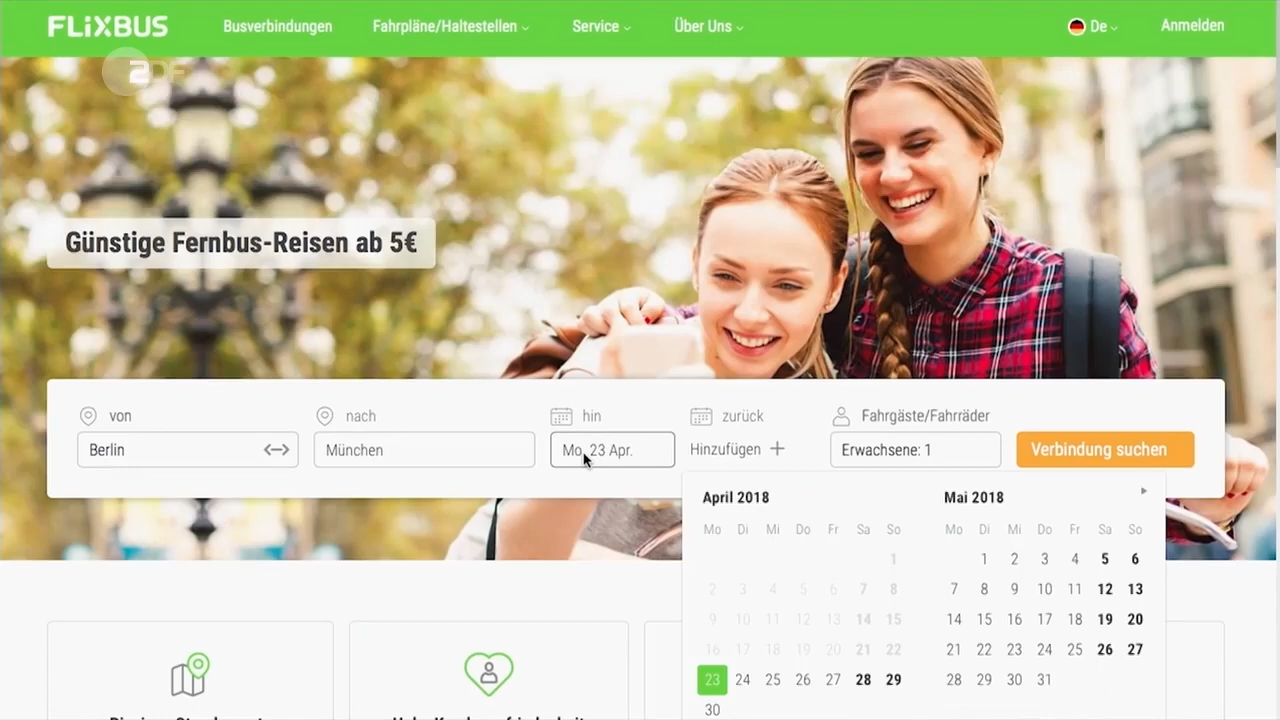 FLiXBUS Busverbindungen Fahrpläne/Haltestellen Service Über Uns De Anmelden
ZDF
Günstige Fernbus-Reisen ab 5€
von nach hin zurück Fahrgäste/Fahrräder
Berlin München Mo, 23 Apr. Hinzufügen + Erwachsene: 1 Verbindung suchen
April 2018 Mai 2018
Mo Di Mi Do Fr Sa So Mo Di Mi Do Fr Sa So
1 1 2 3 4 5 6
2 3 4 5 6 7 8 7 8 9 10 11 12 13
9 10 11 12 13 14 15 14 15 16 17 18 19 20
16 17 18 19 20 21 22 21 22 23 24 25 26 27
23 24 25 26 27 28 29 28 29 30 31
30